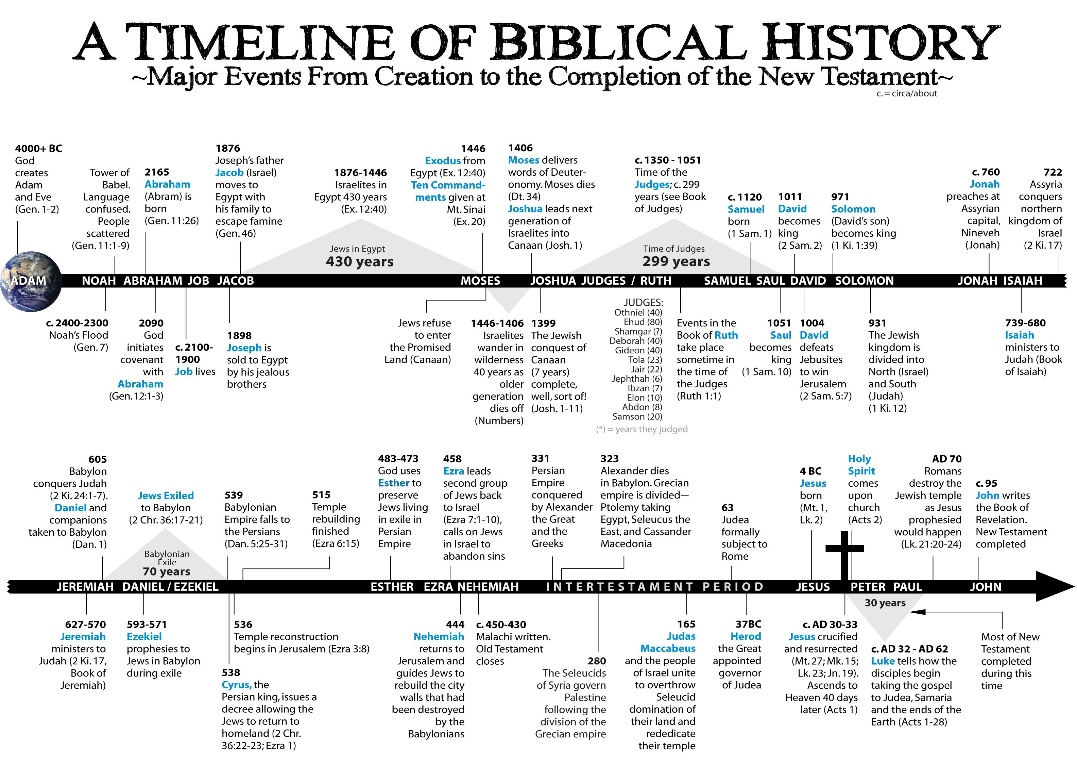 A TIMELINE OF BIBLICAL HISTORY
~Major Events From Creation to the Completion of the New Testament~
c. = circa/about
4000+ BC
God
creates
Adam
and Eve
(Gen. 1-2)
Tower of
Babel.
Language
confused.
People
scattered
(Gen. 11:1-9)
2165
Abraham
(Abram) is
born
(Gen. 11:26)
1876
Joseph's father
Jacob (Israel)
moves to
Egypt with
his family to
escape famine
(Gen. 46)
1876-1446
Israelites in
Egypt 430 years
(Ex. 12:40)
1446
Exodus from
Egypt (Ex. 12:40)
Ten Command-
ments given at
Mt. Sinai
(Ex. 20)
1406
Moses delivers
words of Deuter-
onomy. Moses dies
(Dt. 34)
Joshua leads next
generation of
Israelites into
Canaan (Josh. 1)
c. 1350 - 1051
Time of the
Judges; c. 299
years (see Book
of Judges)
c. 1120
Samuel
born
(1 Sam. 1)
1011
David
becomes
king
(2 Sam. 2)
971
Solomon
(David's son)
becomes king
(1 Ki. 1:39)
c. 760
Jonah
preaches at
Assyrian
capital,
Nineveh
(Jonah)
722
Assyria
conquers
northern
kingdom of
Israel
(2 Ki. 17)
Jews in Egypt
430 years
Time of Judges
299 years
ADAM NOAH ABRAHAM JOB JACOB MOSES JOSHUA JUDGES / RUTH SAMUEL SAUL DAVID SOLOMON JONAH ISAIAH
c. 2400-2300
Noah's Flood
(Gen. 7)
2090
God
initiates
covenant
with
Abraham
(Gen. 12:1-3)
c. 2100-
1900
Job lives
1898
Joseph is
sold to Egypt
by his jealous
brothers
Jews refuse
to enter
the Promised
Land (Canaan)
1446-1406
Israelites
wander in
wilderness
40 years as
older
generation
dies off
(Numbers)
1399
The Jewish
conquest of
Canaan
(7 years)
complete,
well, sort of!
(Josh. 1-11)
JUDGES:
Othniel (40)
Ehud (80)
Shamgar (?)
Deborah (40)
Gideon (40)
Tola (23)
Jair (22)
Jephthah (6)
Ibzan (7)
Elon (10)
Abdon (8)
Samson (20)
(*) = years they judged
Events in the
Book of Ruth
take place
sometime in
the time of
the Judges
(Ruth 1:1)
1051
Saul
becomes
king
(1 Sam. 10)
1004
David
defeats
Jebusites
to win
Jerusalem
(2 Sam. 5:7)
931
The Jewish
kingdom is
divided into
North (Israel)
and South
(Judah)
(1 Ki. 12)
739-680
Isaiah
ministers to
Judah (Book
of Isaiah)
605
Babylon
conquers Judah
(2 Ki. 24:1-7).
Daniel and
companions
taken to Babylon
(Dan. 1)
Jews Exiled
to Babylon
(2 Chr. 36:17-21)
539
Babylonian
Empire falls to
the Persians
(Dan. 5:25-31)
515
Temple
rebuilding
finished
(Ezra 6:15)
483-473
God uses
Esther to
preserve
Jews living
in exile in
Persian
Empire
458
Ezra leads
second group
of Jews back
to Israel
(Ezra 7:1-10),
calls on Jews
in Israel to
abandon sins
331
Persian
Empire
conquered
by Alexander
the Great
and the
Greeks
323
Alexander dies
in Babylon. Grecian
empire is divided—
Ptolemy taking
Egypt, Seleucus the
East, and Cassander
Macedonia
63
Judea
formally
subject to
Rome
4 BC
Jesus
born
(Mt. 1,
Lk. 2)
Holy
Spirit
comes
upon
church
(Acts 2)
AD 70
Romans
destroy the
Jewish temple
as Jesus
prophesied
would happen
(Lk. 21:20-24)
c. 95
John writes
the Book of
Revelation.
New Testament
completed
Babylonian
Exile
70 years
JEREMIAH DANIEL / EZEKIEL ESTHER EZRA NEHEMIAH INTERTESTAMENT PERIOD JESUS PETER PAUL JOHN
30 years
627-570
Jeremiah
ministers to
Judah (2 Ki. 17,
Book of
Jeremiah)
593-571
Ezekiel
prophesies to
Jews in Babylon
during exile
536
Temple reconstruction
begins in Jerusalem (Ezra 3:8)
538
Cyrus, the
Persian king, issues a
decree allowing the
Jews to return to
homeland (2 Chr.
36:22-23; Ezra 1)
444
Nehemiah
returns to
Jerusalem and
guides Jews to
rebuild the city
walls that had
been destroyed
by the
Babylonians
c. 450-430
Malachi written.
Old Testament
closes
280
The Seleucids
of Syria govern
Palestine
following the
division of the
Grecian empire
165
Judas
Maccabeus
and the people
of Israel unite
to overthrow
Seleucid
domination of
their land and
rededicate
their temple
37BC
Herod
the Great
appointed
governor
of Judea
c. AD 30-33
Jesus crucified
and resurrected
(Mt. 27; Mk. 15;
Lk. 23; Jn. 19).
Ascends to
Heaven 40 days
later (Acts 1)
c. AD 32 - AD 62
Luke tells how the
disciples begin
taking the gospel
to Judea, Samaria
and the ends of the
Earth (Acts 1-28)
Most of New
Testament
completed
during this
time